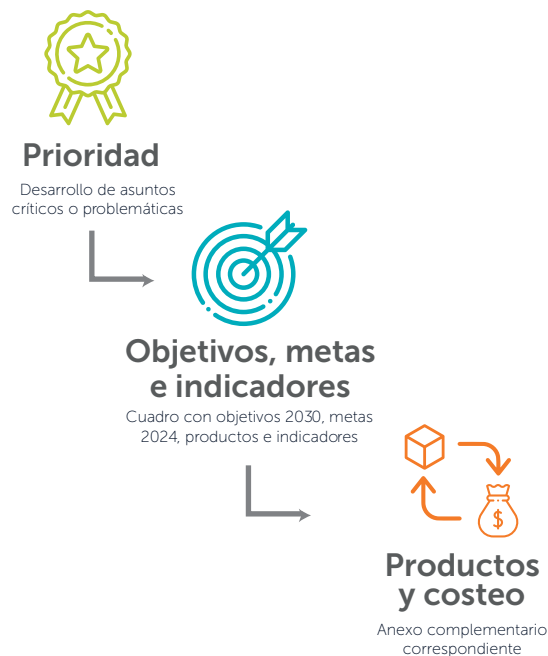 Prioridad
Desarrollo de asuntos
críticos o problemáticas
Objetivos, metas
e indicadores
Cuadro con objetivos 2030, metas
2024, productos e indicadores
$
Productos
y costeo
Anexo complementario
correspondiente